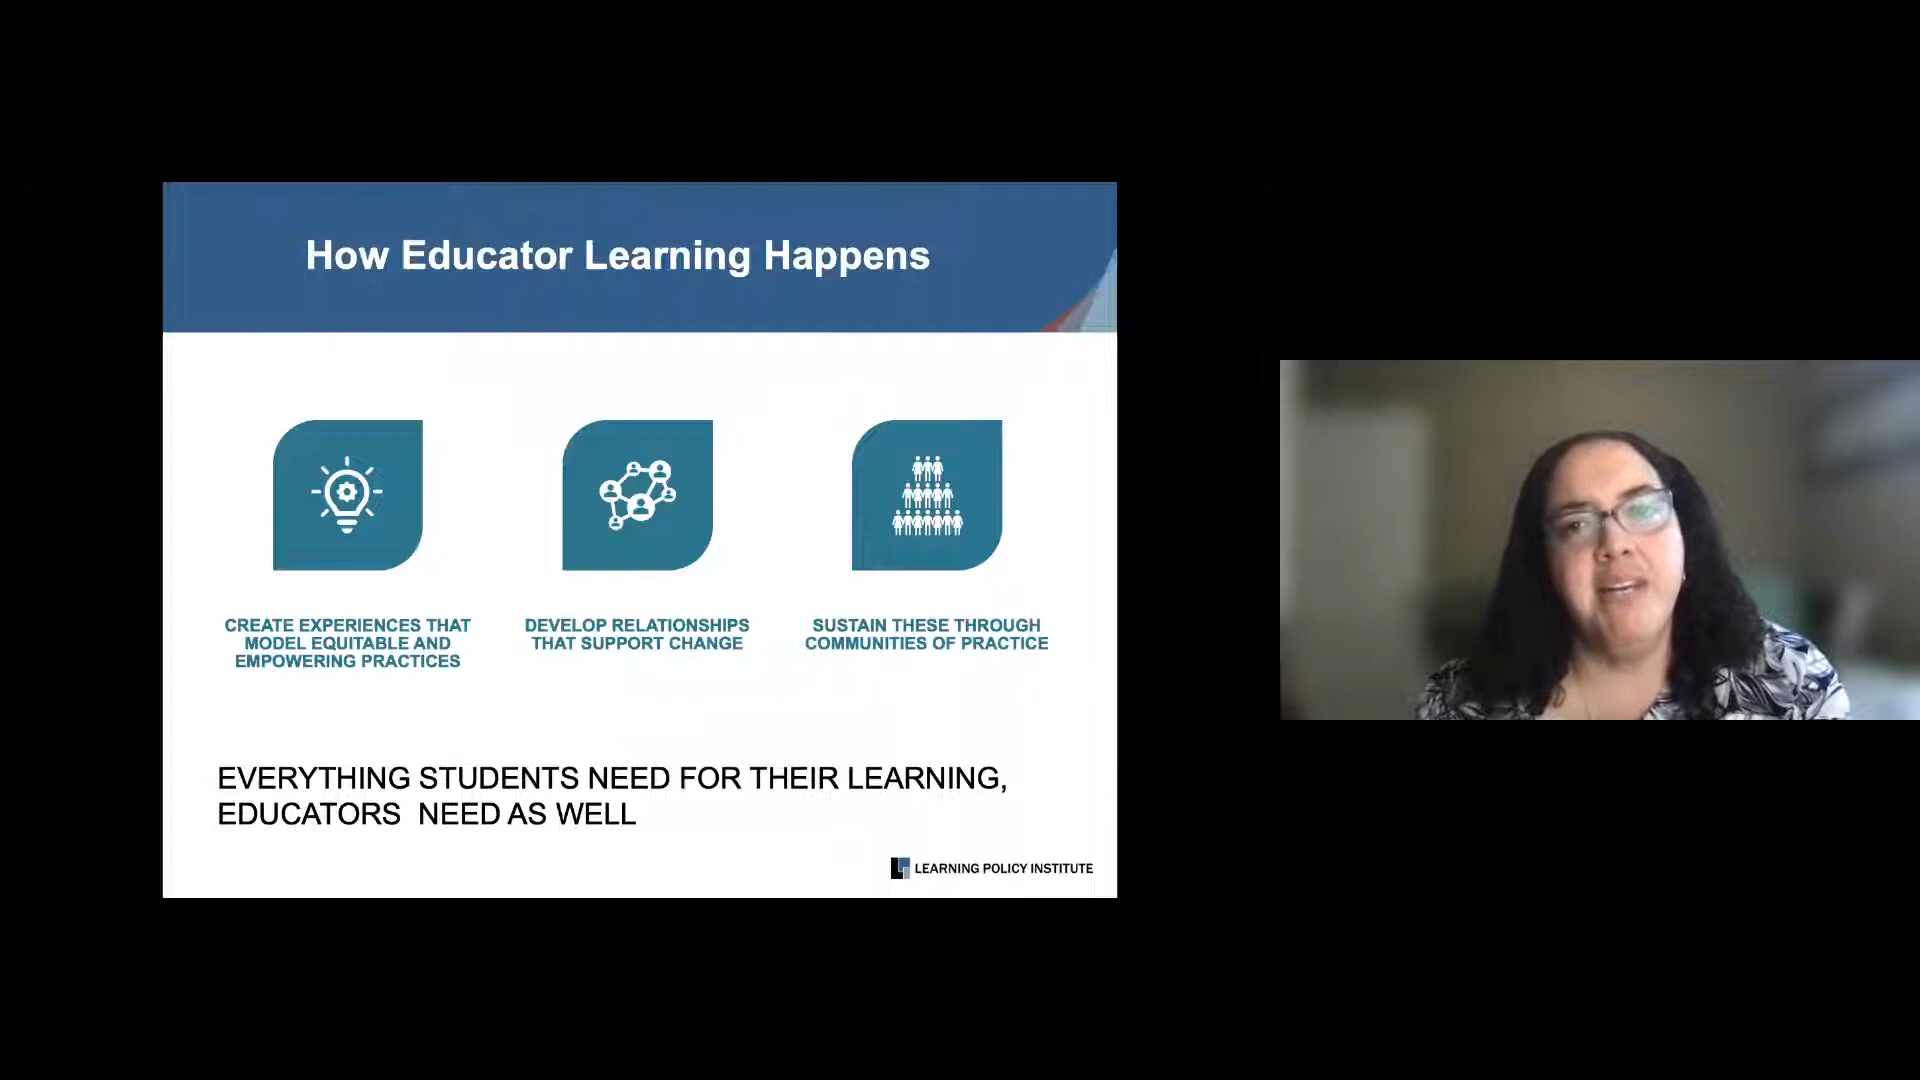 How Educator Learning Happens
CREATE EXPERIENCES THAT
MODEL EQUITABLE AND
EMPOWERING PRACTICES
DEVELOP RELATIONSHIPS
THAT SUPPORT CHANGE
SUSTAIN THESE THROUGH
COMMUNITIES OF PRACTICE
EVERYTHING STUDENTS NEED FOR THEIR LEARNING,
EDUCATORS  NEED AS WELL
LEARNING POLICY INSTITUTE